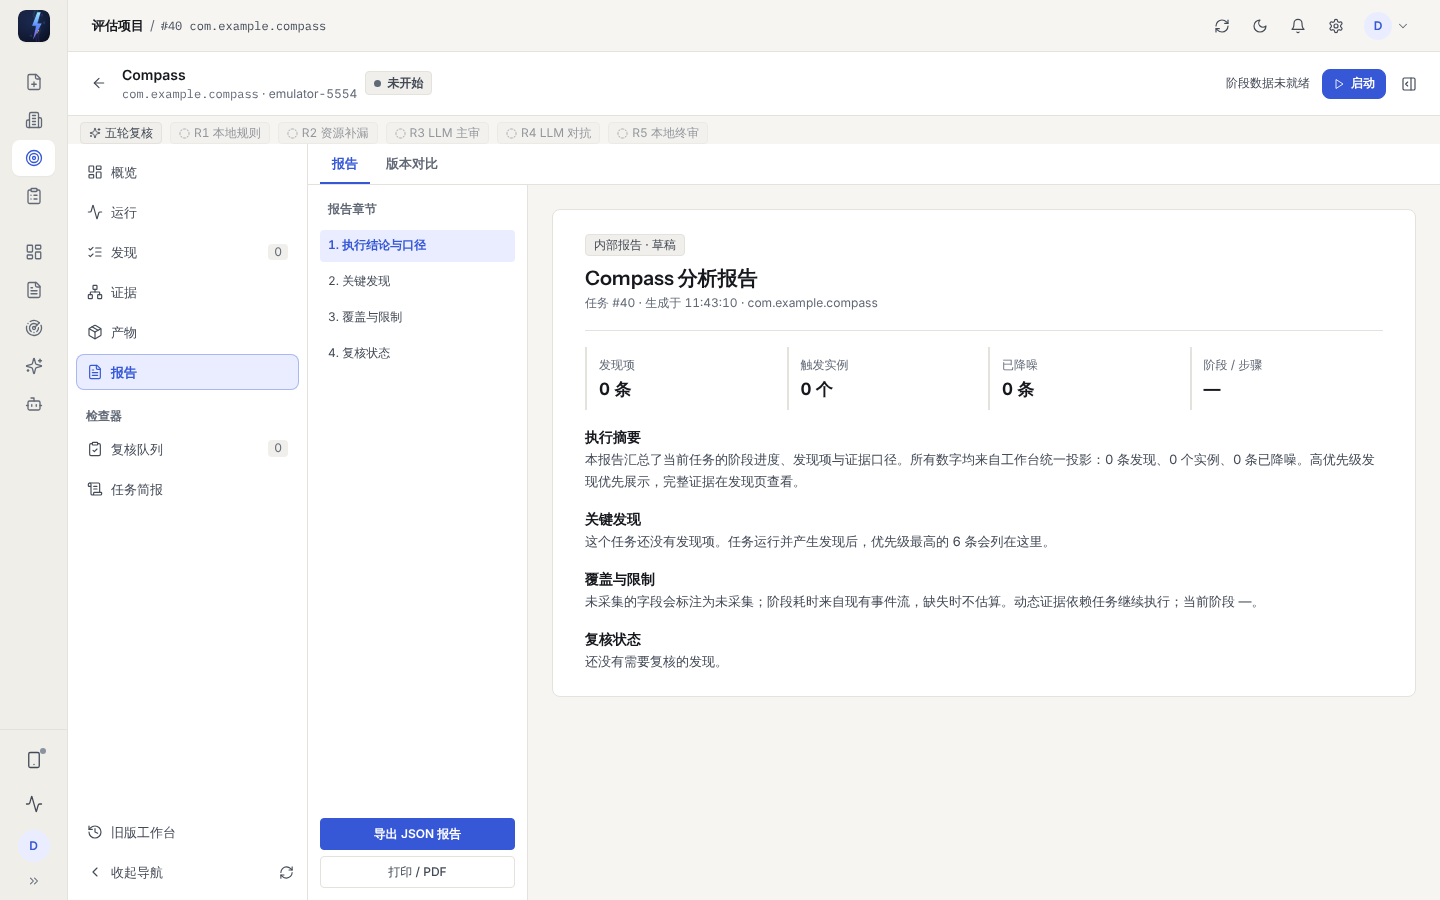 评估项目 / #40 com.example.compass
D
Compass
com.example.compass · emulator-5554
未开始
阶段数据未就绪
启动
五轮复核
R1 本地规则
R2 资源补漏
R3 LLM 主审
R4 LLM 对抗
R5 本地终审
概览
运行
发现
0
证据
产物
报告
检查器
复核队列
0
任务简报
旧版工作台
收起导航
D
报告
版本对比
报告章节
1. 执行结论与口径
2. 关键发现
3. 覆盖与限制
4. 复核状态
导出 JSON 报告
打印 / PDF
内部报告 · 草稿
Compass 分析报告
任务 #40 · 生成于 11:43:10 · com.example.compass
发现项
0 条
触发实例
0 个
已降噪
0 条
阶段 / 步骤
—
执行摘要
本报告汇总了当前任务的阶段进度、发现项与证据口径。所有数字均来自工作台统一投影：0 条发现、0 个实例、0 条已降噪。高优先级发
现优先展示，完整证据在发现页查看。
关键发现
这个任务还没有发现项。任务运行并产生发现后，优先级最高的 6 条会列在这里。
覆盖与限制
未采集的字段会标注为未采集；阶段耗时来自现有事件流，缺失时不估算。动态证据依赖任务继续执行；当前阶段 —。
复核状态
还没有需要复核的发现。